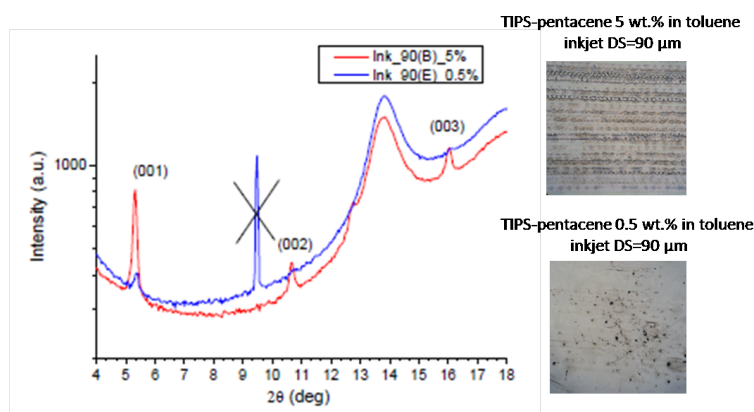 TIPS-pentacene 5 wt.% in toluene
inkjet DS=90 µm
Ink_90(B)_5%
Ink_90(E)_0.5%
(001)
(002)
(003)
1000
Intensity (a.u.)
4 5 6 7 8 9 10 11 12 13 14 15 16 17 18
2θ (deg)
TIPS-pentacene 0.5 wt.% in toluene
inkjet DS=90 µm